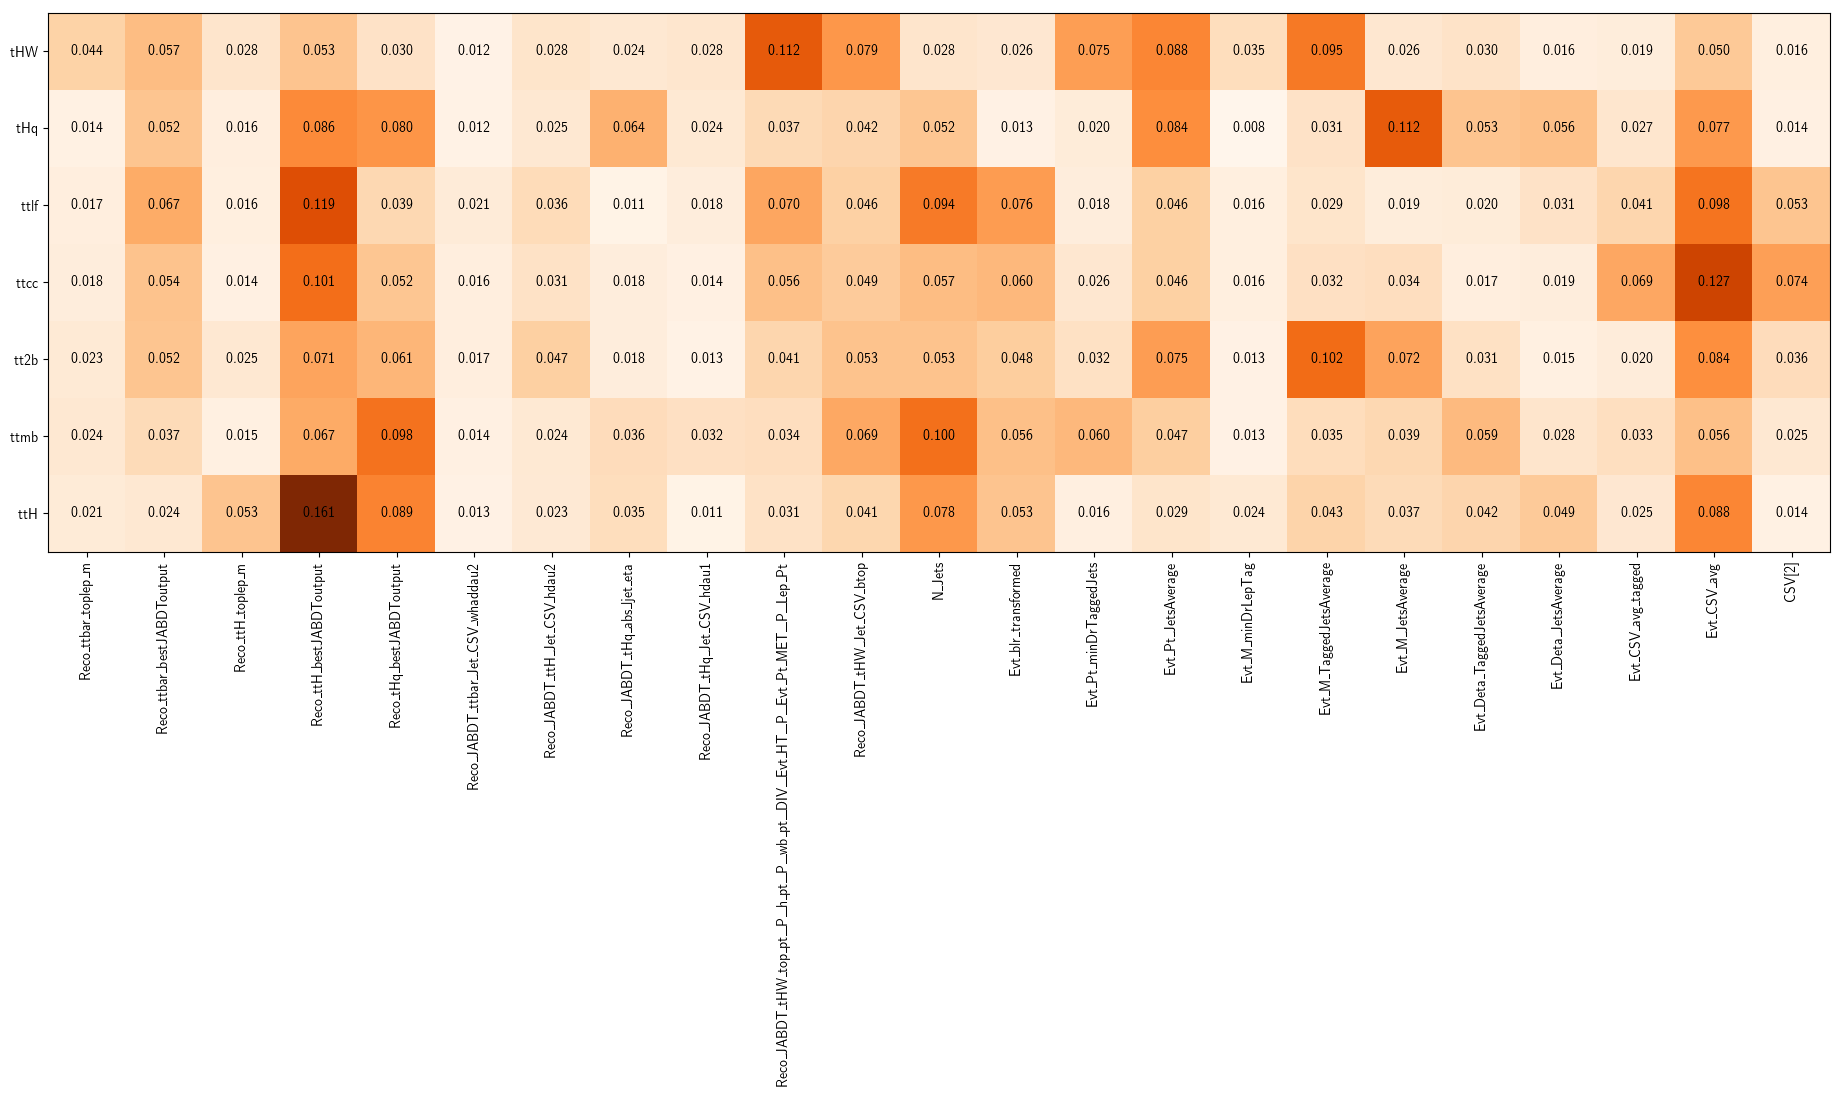 tHW 0.044 0.057 0.028 0.053 0.030 0.012 0.028 0.024 0.028 0.112 0.079 0.028 0.026 0.075 0.088 0.035 0.095 0.026 0.030 0.016 0.019 0.050 0.016
tHq 0.014 0.052 0.016 0.086 0.080 0.012 0.025 0.064 0.024 0.037 0.042 0.052 0.013 0.020 0.084 0.008 0.031 0.112 0.053 0.056 0.027 0.077 0.014
ttlf 0.017 0.067 0.016 0.119 0.039 0.021 0.036 0.011 0.018 0.070 0.046 0.094 0.076 0.018 0.046 0.016 0.029 0.019 0.020 0.031 0.041 0.098 0.053
ttcc 0.018 0.054 0.014 0.101 0.052 0.016 0.031 0.018 0.014 0.056 0.049 0.057 0.060 0.026 0.046 0.016 0.032 0.034 0.017 0.019 0.069 0.127 0.074
tt2b 0.023 0.052 0.025 0.071 0.061 0.017 0.047 0.018 0.013 0.041 0.053 0.053 0.048 0.032 0.075 0.013 0.102 0.072 0.031 0.015 0.020 0.084 0.036
ttmb 0.024 0.037 0.015 0.067 0.098 0.014 0.024 0.036 0.032 0.034 0.069 0.100 0.056 0.060 0.047 0.013 0.035 0.039 0.059 0.028 0.033 0.056 0.025
ttH 0.021 0.024 0.053 0.161 0.089 0.013 0.023 0.035 0.011 0.031 0.041 0.078 0.053 0.016 0.029 0.024 0.043 0.037 0.042 0.049 0.025 0.088 0.014
Reco_ttbar_toplep_m
Reco_ttbar_bestJABDToutput
Reco_ttH_toplep_m
Reco_ttH_bestJABDToutput
Reco_tHq_bestJABDToutput
Reco_JABDT_ttbar_Jet_CSV_whaddau2
Reco_JABDT_ttH_Jet_CSV_hdau2
Reco_JABDT_tHq_abs_ljet_eta
Reco_JABDT_tHq_Jet_CSV_hdau1
Reco_JABDT_tHW_top_pt__P__h_pt__P__wb_pt__DIV__Evt_HT__P__Evt_Pt_MET__P__Lep_Pt
Reco_JABDT_tHW_Jet_CSV_btop
N_Jets
Evt_blr_transformed
Evt_Pt_minDrTaggedJets
Evt_Pt_JetsAverage
Evt_M_minDrLepTag
Evt_M_TaggedJetsAverage
Evt_M_JetsAverage
Evt_Deta_TaggedJetsAverage
Evt_Deta_JetsAverage
Evt_CSV_avg_tagged
Evt_CSV_avg
CSV[2]